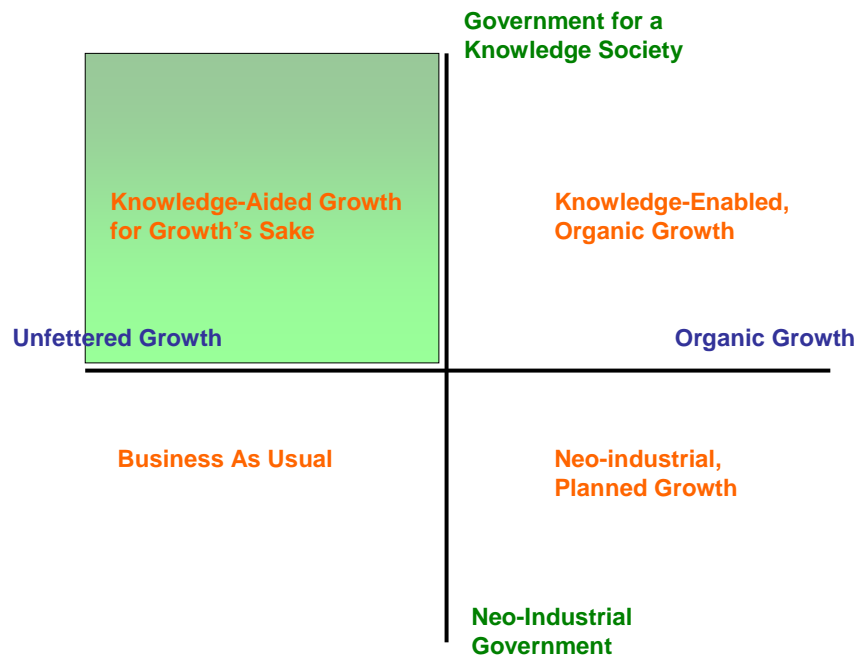 Government for a
Knowledge Society
Knowledge-Aided Growth
for Growth's Sake
Knowledge-Enabled,
Organic Growth
Unfettered Growth
Organic Growth
Business As Usual
Neo-industrial,
Planned Growth
Neo-Industrial
Government